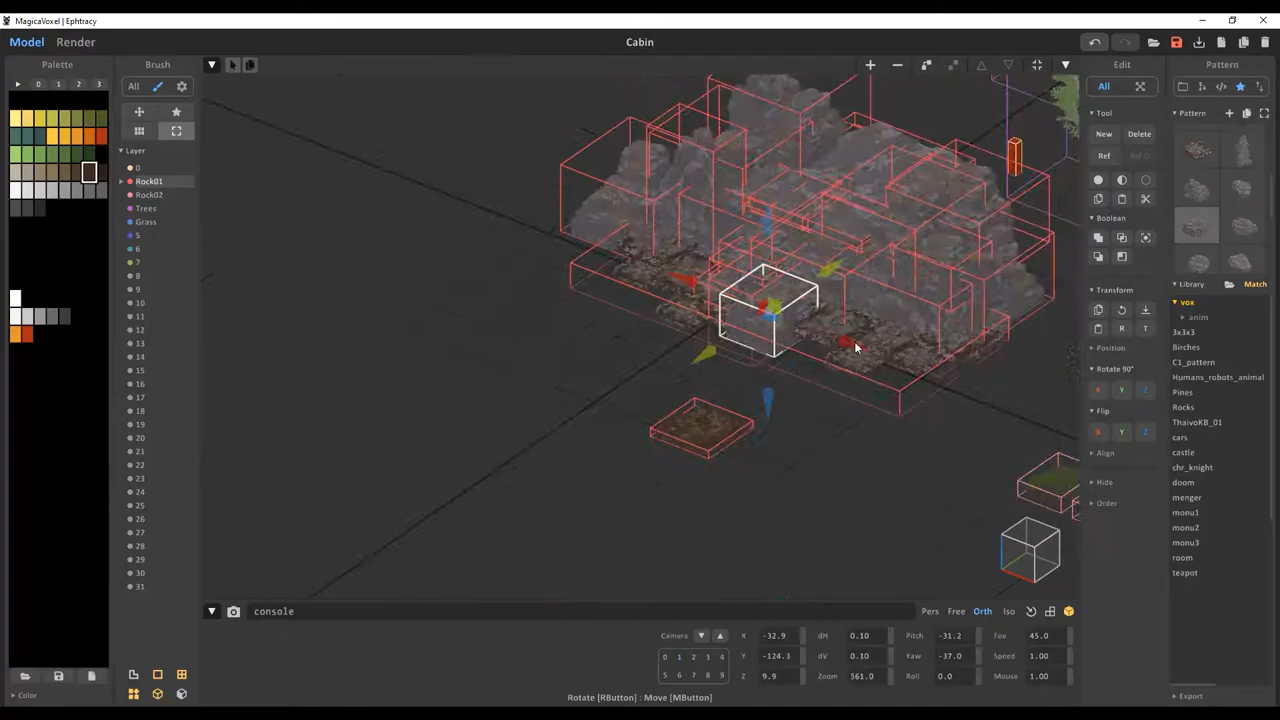 MagicaVoxel | Ephtracy
Model Render
Cabin
Palette
Brush
Edit
Pattern
0 1 2 3
All
All
Layer
0
Rock01
Rock02
Trees
Grass
5
6
7
8
9
10
11
12
13
14
15
16
17
18
19
20
21
22
23
24
25
26
27
28
29
30
31
Tool
New Delete
Ref
Boolean
Transform
R T
Position
Rotate 90°
X Y Z
Flip
X Y Z
Align
Hide
Order
Pattern
Library Match
vox
anim
3x3x3
Birches
C1_pattern
Humans_robots_animal
Pines
Rocks
ThaivoKB_01
cars
castle
chr_knight
doom
menger
monu1
monu2
monu3
room
teapot
Export
console
Pers Free Orth Iso
Camera X -32.9 dH 0.10 Pitch -31.2 Fov 45.0
0 1 2 3 4 Y -124.3 dV 0.10 Yaw -37.0 Speed 1.00
5 6 7 8 9 Z 9.9 Zoom 561.0 Roll 0.0 Mouse 1.00
Color
Rotate [RButton] : Move [MButton]